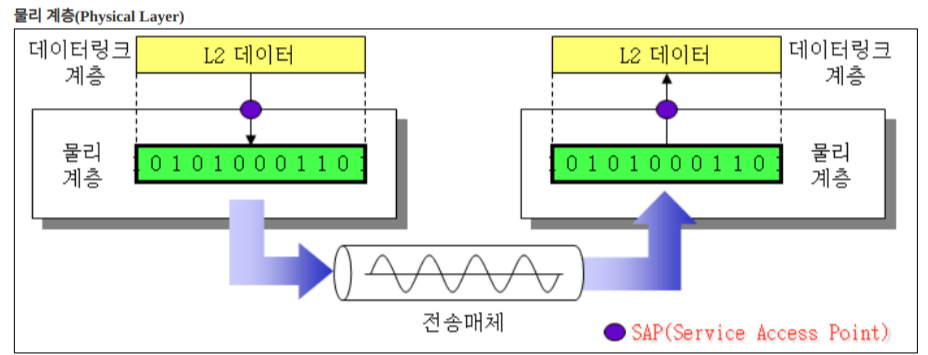 물리 계층(Physical Layer)
데이터링크
계층
L2 데이터
L2 데이터
데이터링크
계층
물리
계층
0 1 0 1 0 0 0 1 1 0 1
0 1 0 1 0 0 0 1 1 0 1
물리
계층
전송매체
SAP(Service Access Point)